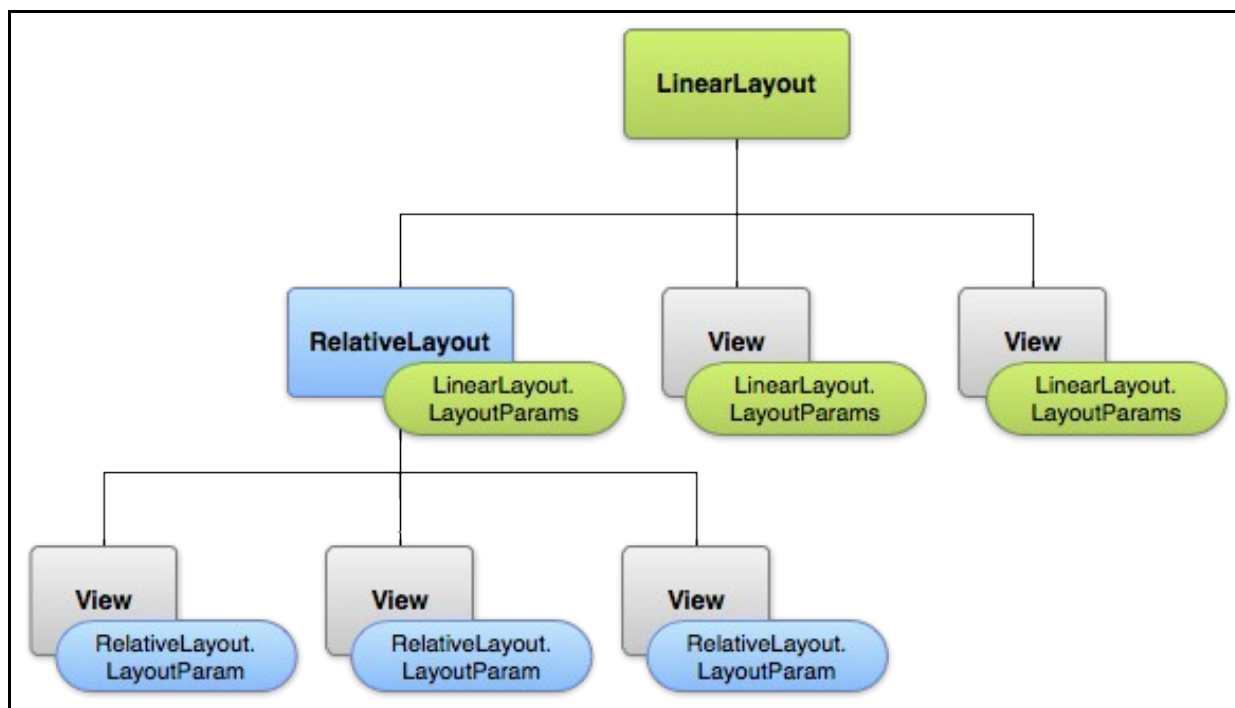 LinearLayout
RelativeLayout
LinearLayout.
LayoutParams
View
LinearLayout.
LayoutParams
View
LinearLayout.
LayoutParams
View
RelativeLayout.
LayoutParam
View
RelativeLayout.
LayoutParam
View
RelativeLayout.
LayoutParam